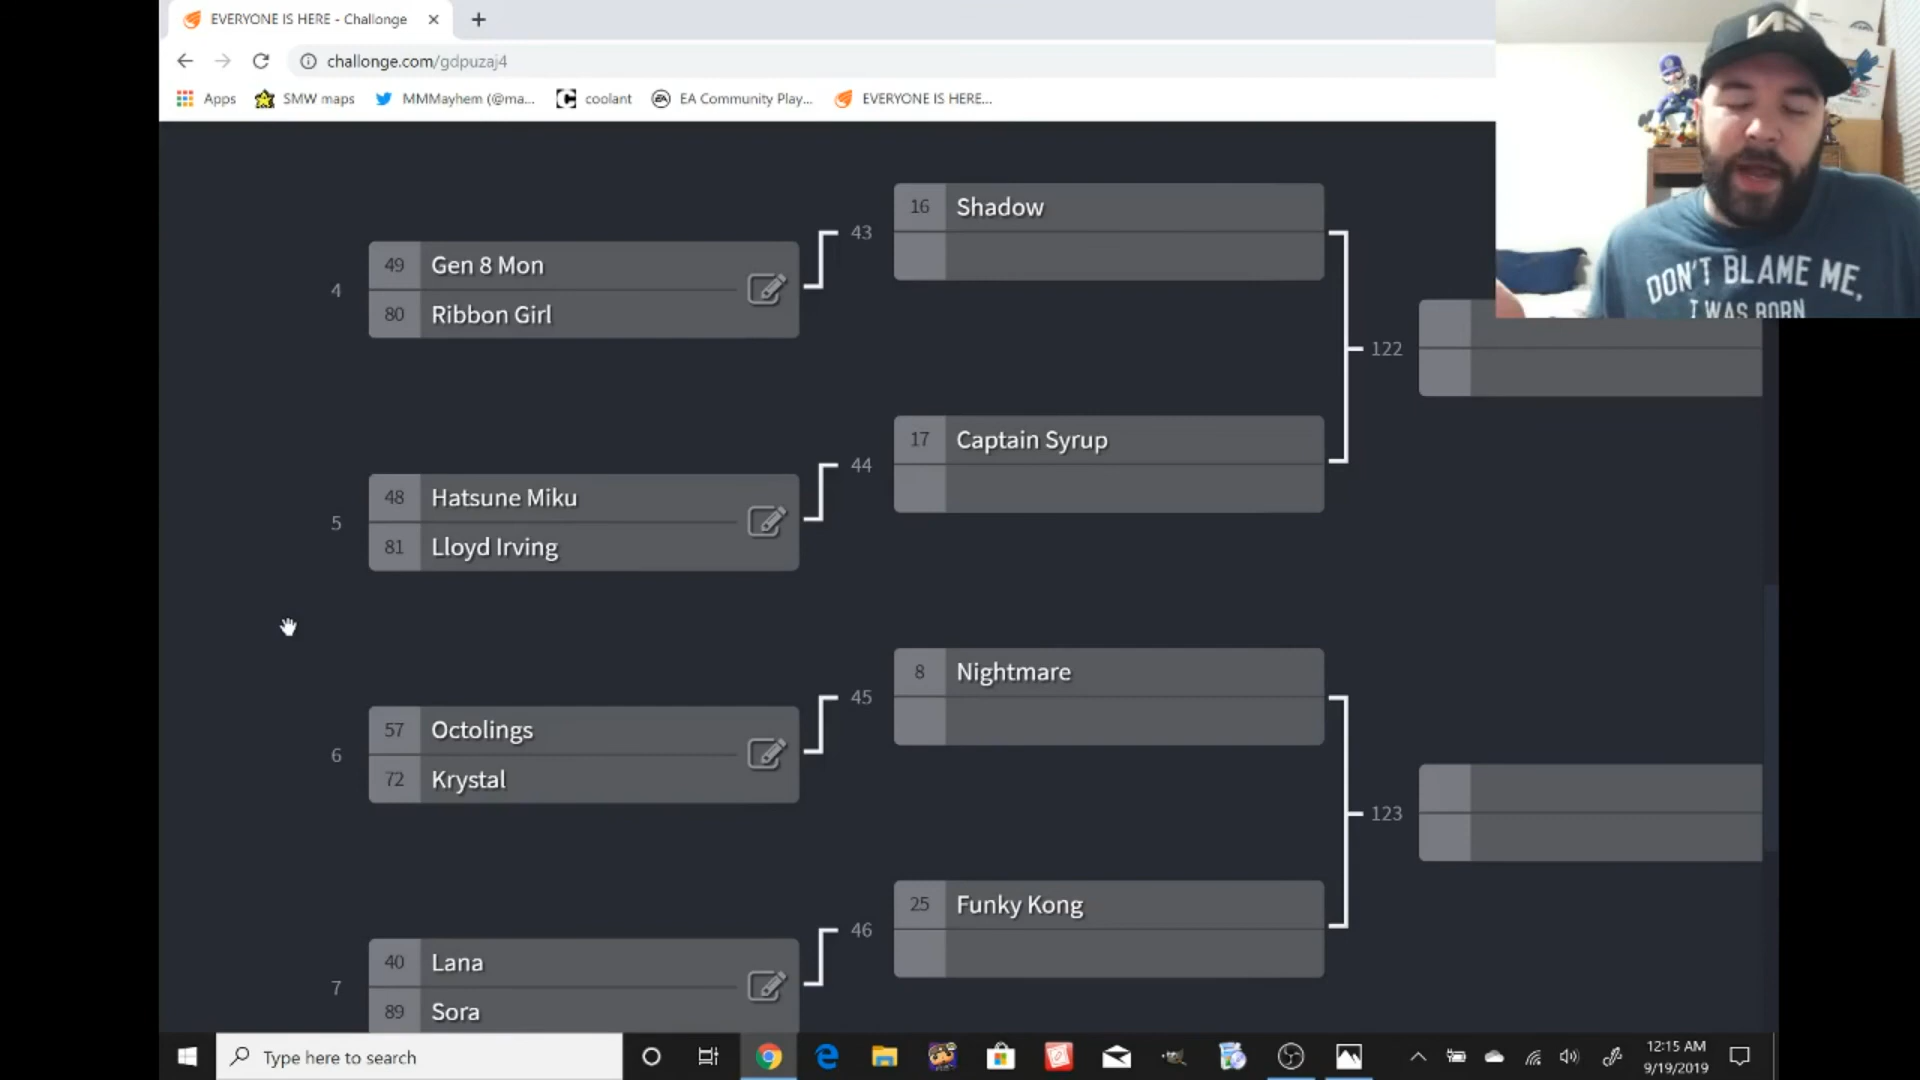 EVERYONE IS HERE - Challonge
challonge.com/gdpuzaj4
Apps
SMW maps
MMMayhem (@ma...
coolant
EA Community Play...
EVERYONE IS HERE...
4
49 Gen 8 Mon
80 Ribbon Girl
43
16 Shadow
5
48 Hatsune Miku
81 Lloyd Irving
44
17 Captain Syrup
122
6
57 Octolings
72 Krystal
45
8 Nightmare
7
40 Lana
89 Sora
46
25 Funky Kong
123
DON'T BLAME ME,
I WAS BORN
Type here to search
12:15 AM
9/19/2019